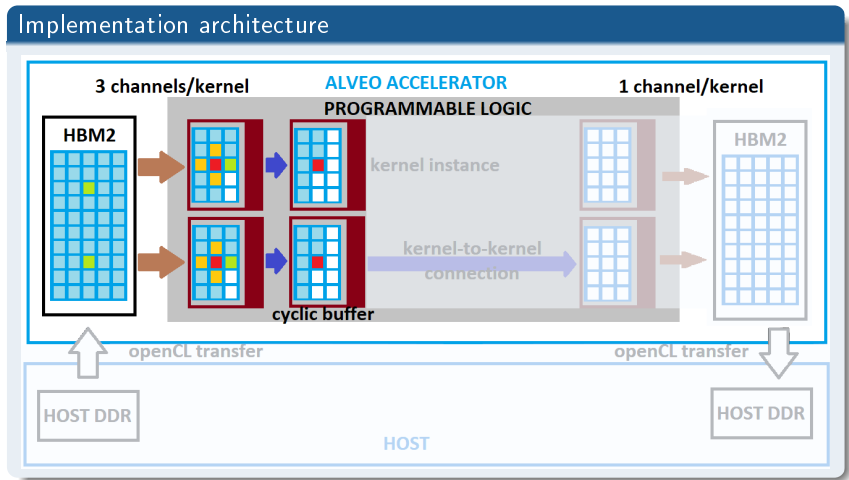 Implementation architecture
3 channels/kernel
ALVEO ACCELERATOR
1 channel/kernel
PROGRAMMABLE LOGIC
HBM2
HBM2
kernel instance
kernel-to-kernel
connection
cyclic buffer
openCL transfer
openCL transfer
HOST DDR
HOST DDR
HOST